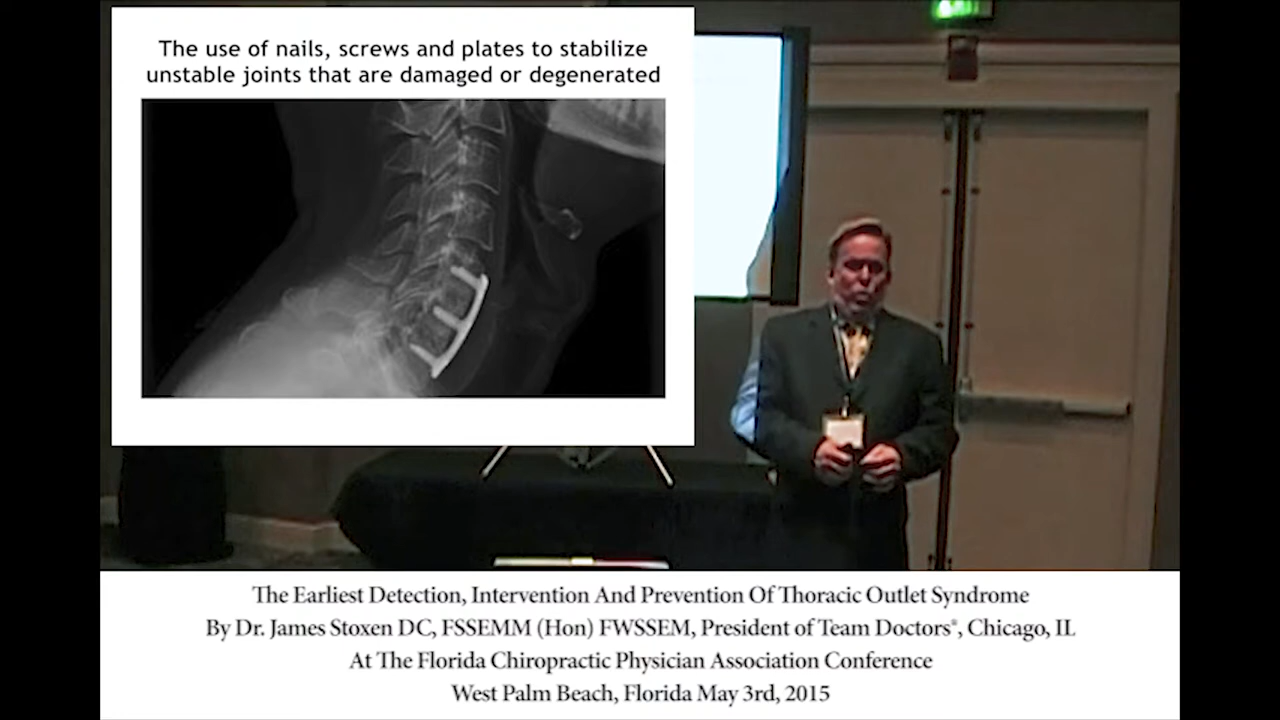 The use of nails, screws and plates to stabilize
unstable joints that are damaged or degenerated
The Earliest Detection, Intervention And Prevention Of Thoracic Outlet Syndrome
By Dr. James Stoxen DC, FSSEMM (Hon) FWSSEM, President of Team Doctors®, Chicago, IL
At The Florida Chiropractic Physician Association Conference
West Palm Beach, Florida May 3rd, 2015